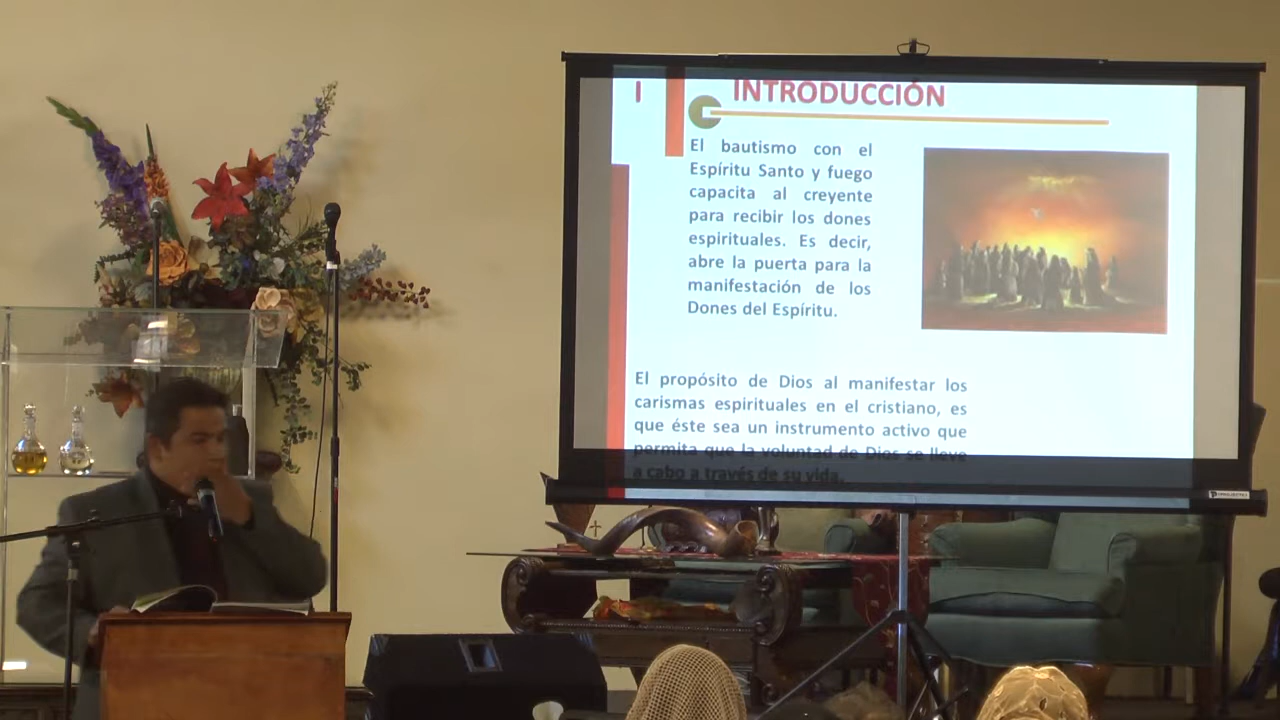 I INTRODUCCIÓN
El bautismo con el
Espíritu Santo y fuego
capacita al creyente
para recibir los dones
espirituales. Es decir,
abre la puerta para la
manifestación de los
Dones del Espíritu.
El propósito de Dios al manifestar los
carismas espirituales en el cristiano, es
que éste sea un instrumento activo que
permita que la voluntad de Dios se lleve
a cabo a través de su vida.